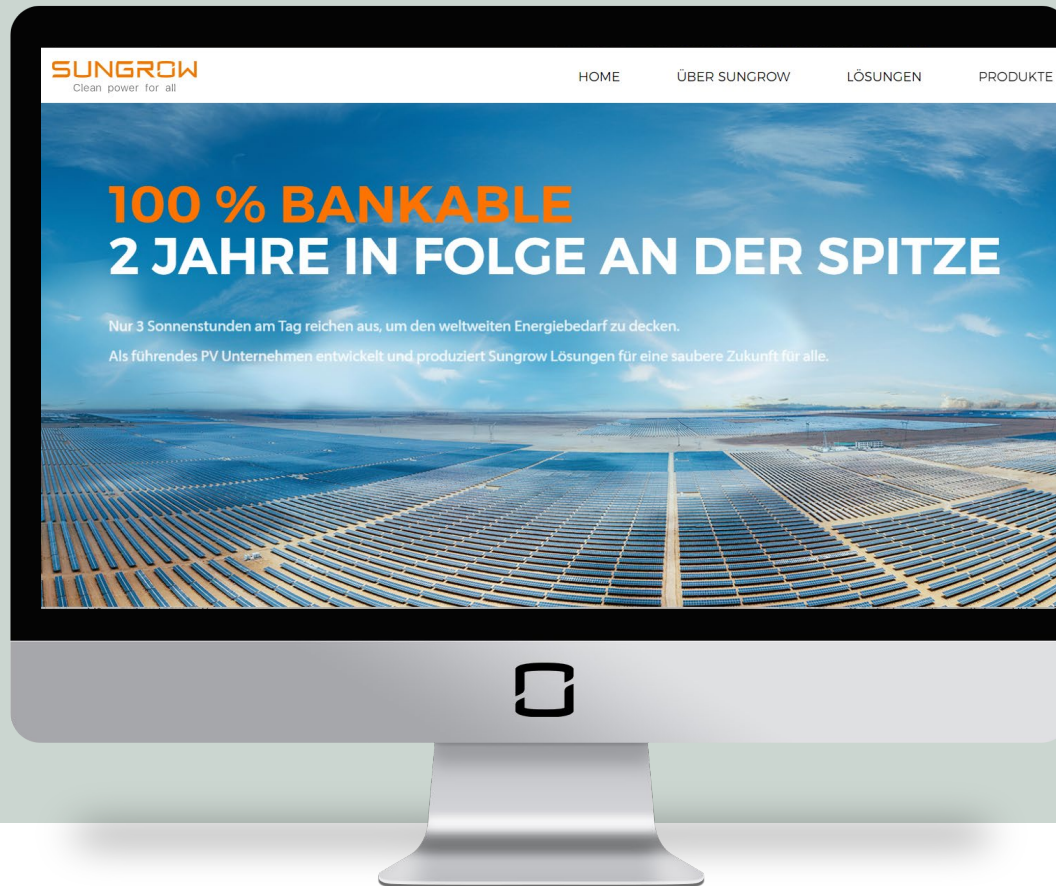 SUNGROW
Clean power for all
HOME ÜBER SUNGROW LÖSUNGEN PRODUKTE
100 % BANKABLE
2 JAHRE IN FOLGE AN DER SPITZE
Nur 3 Sonnenstunden am Tag reichen aus, um den weltweiten Energiebedarf zu decken.
Als führendes PV Unternehmen entwickelt und produziert Sungrow Lösungen für eine saubere Zukunft für alle.